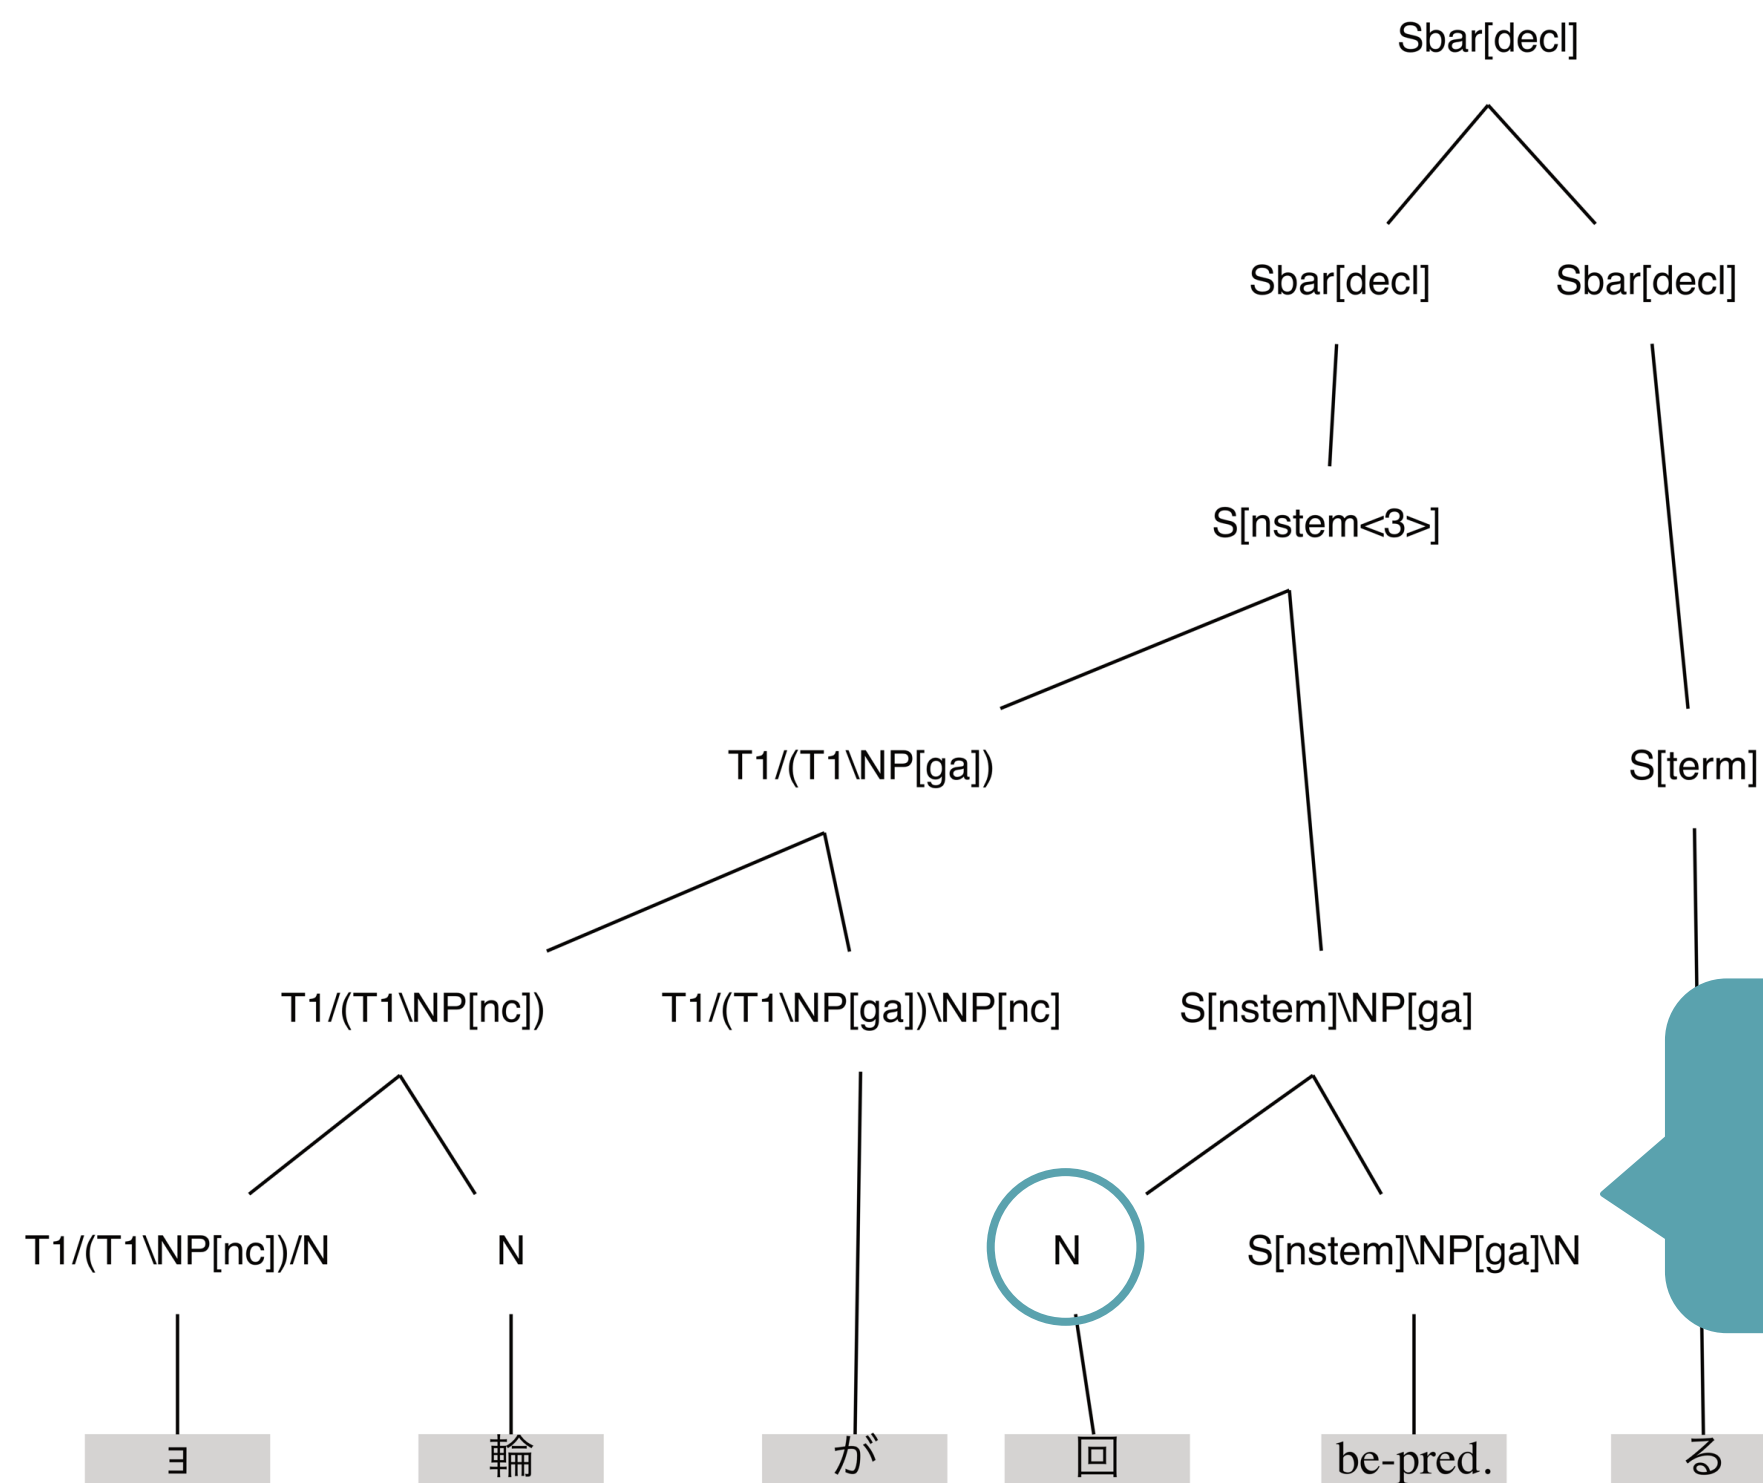 Sbar[decl]
Sbar[decl] Sbar[decl]
S[nstem<3>]
T1/(T1\NP[ga]) S[term]
T1/(T1\NP[nc]) T1/(T1\NP[ga])\NP[nc] S[nstem]\NP[ga]
T1/(T1\NP[nc])/N N N S[nstem]\NP[ga]\N
∃ 輪 が 回 be-pred. る